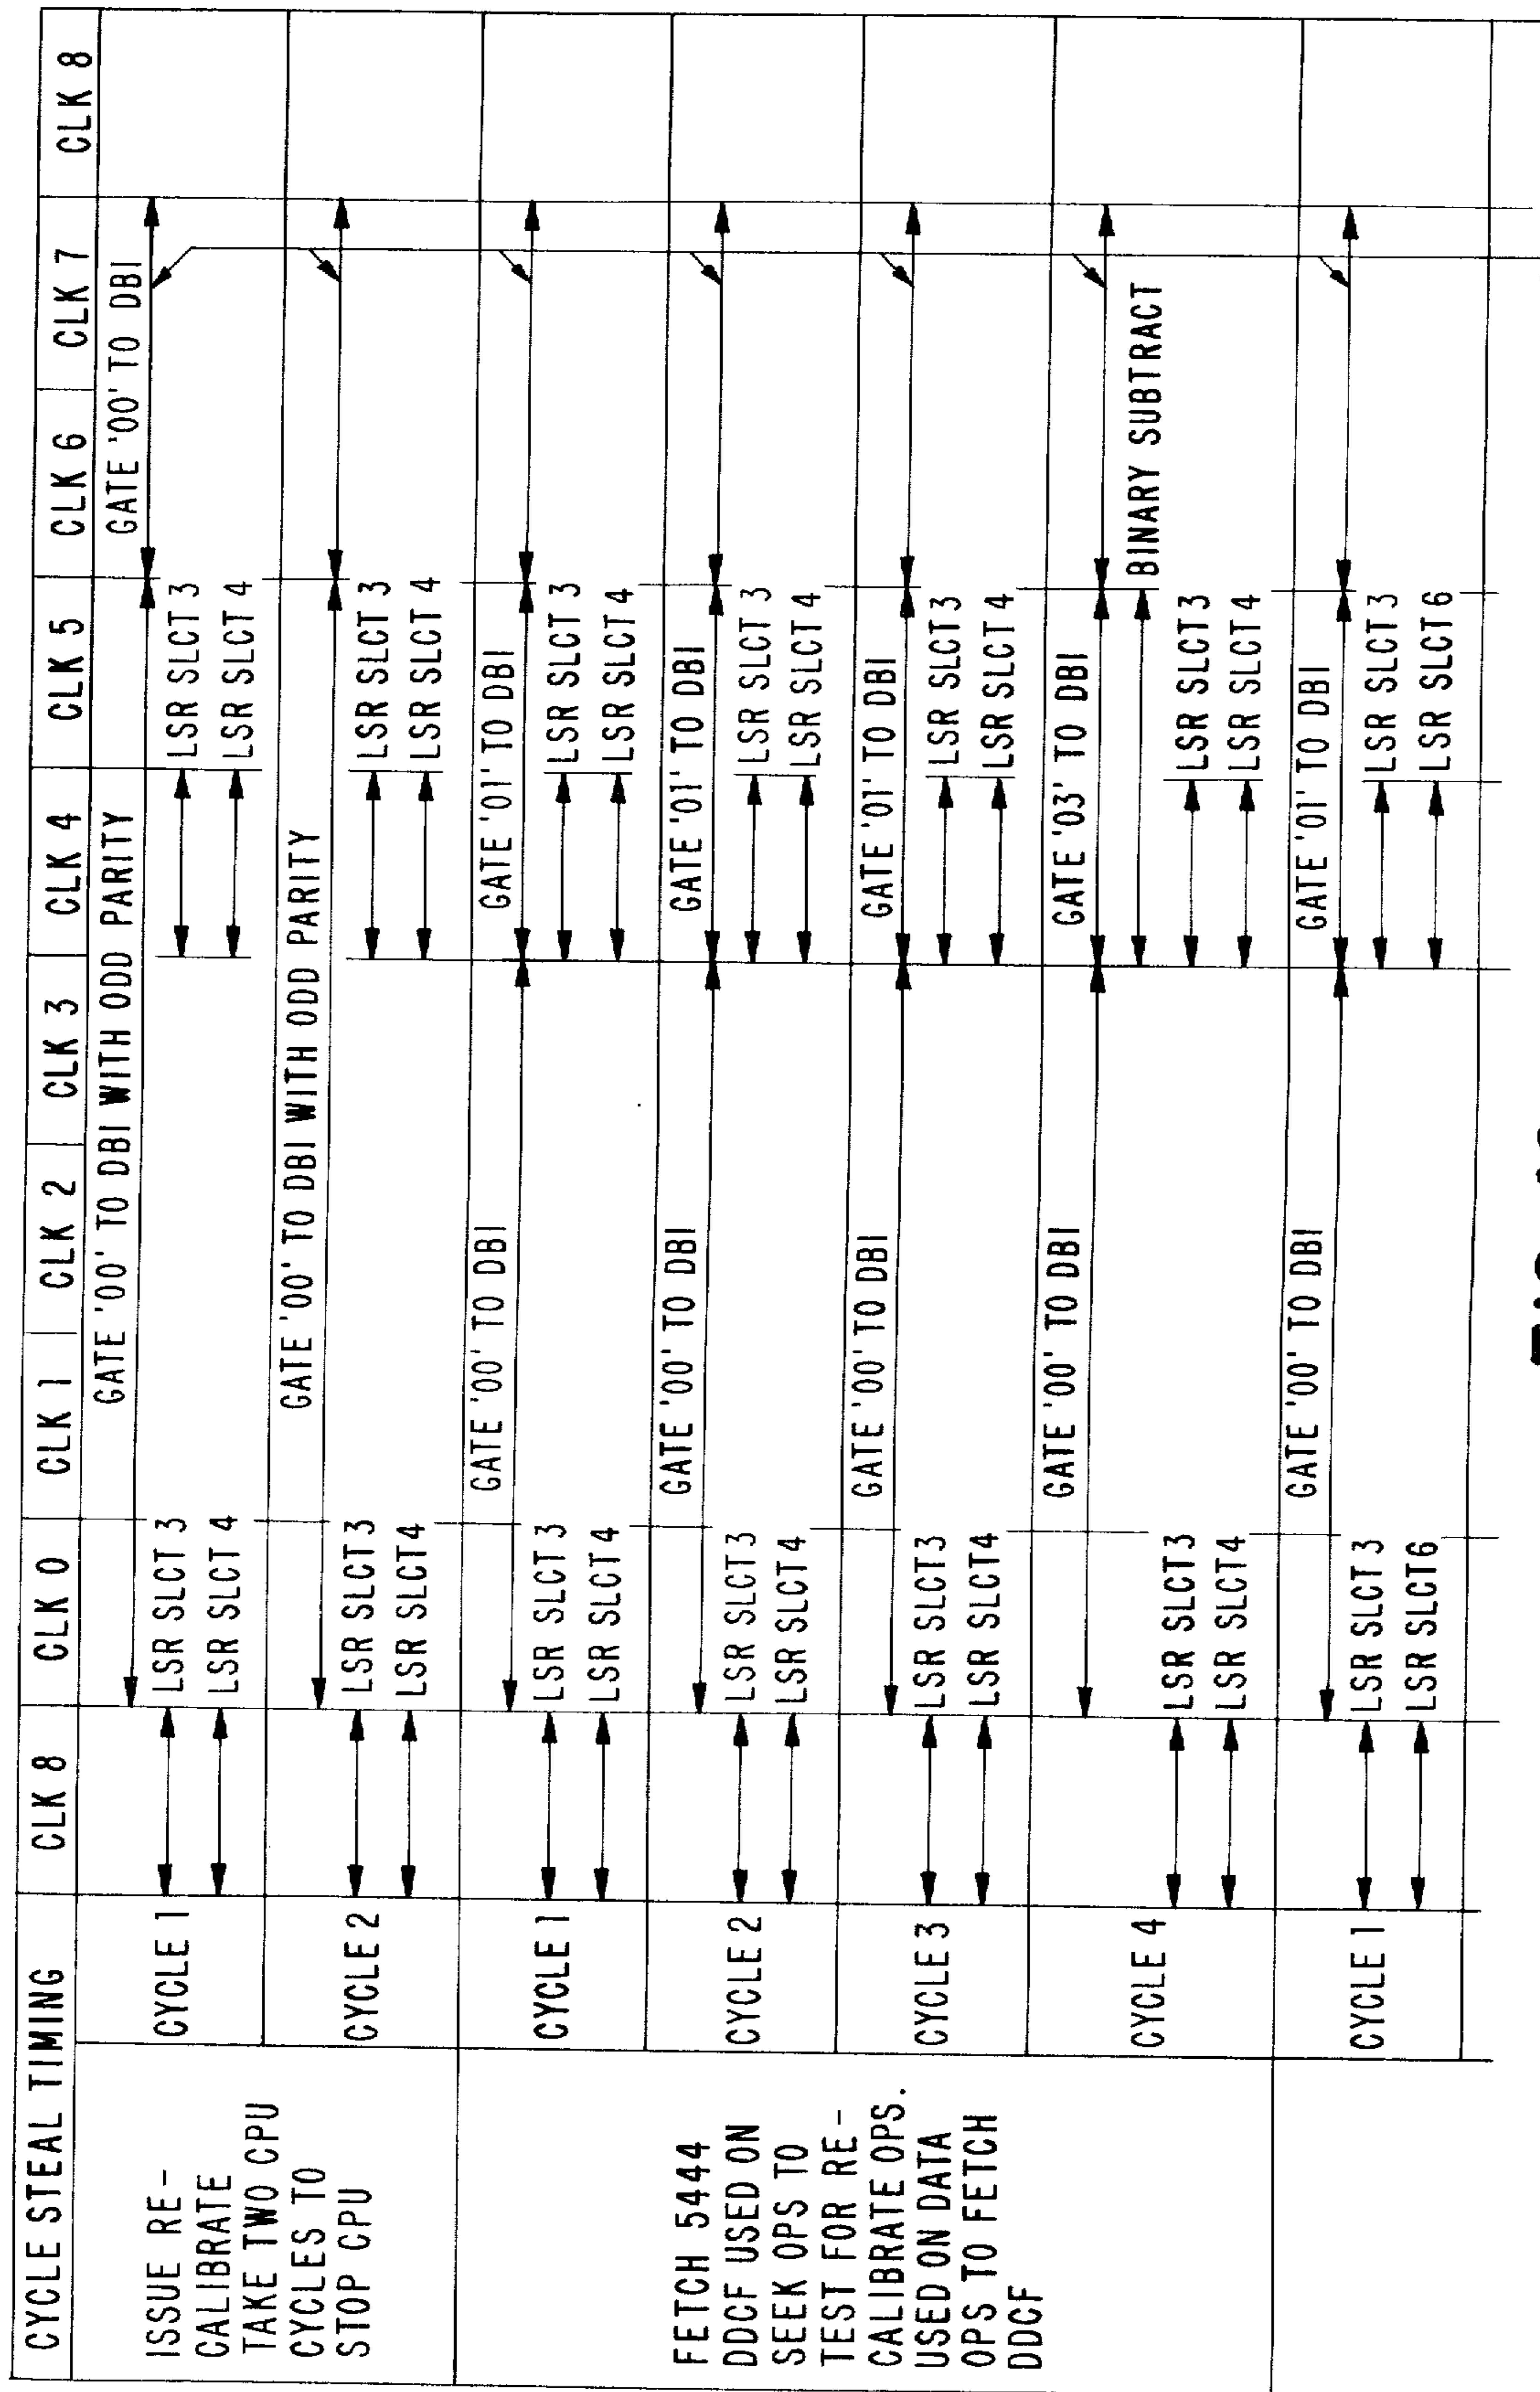 CYCLE STEAL TIMING CLK 8 CLK 0 CLK 1 CLK 2 CLK 3 CLK 4 CLK 5 CLK 6 CLK 7 CLK 8
ISSUE RE-
CALIBRATE
TAKE TWO CPU
CYCLES TO
STOP CPU
CYCLE 1
GATE '00' TO DBI WITH ODD PARITY
GATE '00' TO DBI
LSR SLCT 3
LSR SLCT 3
LSR SLCT 4
LSR SLCT 4
CYCLE 2
GATE '00' TO DBI WITH ODD PARITY
LSR SLCT 3
LSR SLCT 3
LSR SLCT 4
LSR SLCT 4
FETCH 5444
DDCF USED ON
SEEK OPS TO
TEST FOR RE-
CALIBRATE OPS.
USED ON DATA
OPS TO FETCH
DDCF
CYCLE 1
GATE '00' TO DBI
GATE '01' TO DBI
LSR SLCT 3
LSR SLCT 3
LSR SLCT 4
LSR SLCT 4
CYCLE 2
GATE '00' TO DBI
GATE '01' TO DBI
LSR SLCT 3
LSR SLCT 3
LSR SLCT 4
LSR SLCT 4
CYCLE 3
GATE '00' TO DBI
GATE '01' TO DBI
LSR SLCT 3
LSR SLCT 3
LSR SLCT 4
LSR SLCT 4
CYCLE 4
GATE '00' TO DBI
GATE '03' TO DBI
BINARY SUBTRACT
LSR SLCT 3
LSR SLCT 3
LSR SLCT 4
LSR SLCT 4
CYCLE 1
GATE '00' TO DBI
GATE '01' TO DBI
LSR SLCT 3
LSR SLCT 3
LSR SLCT 6
LSR SLCT 6